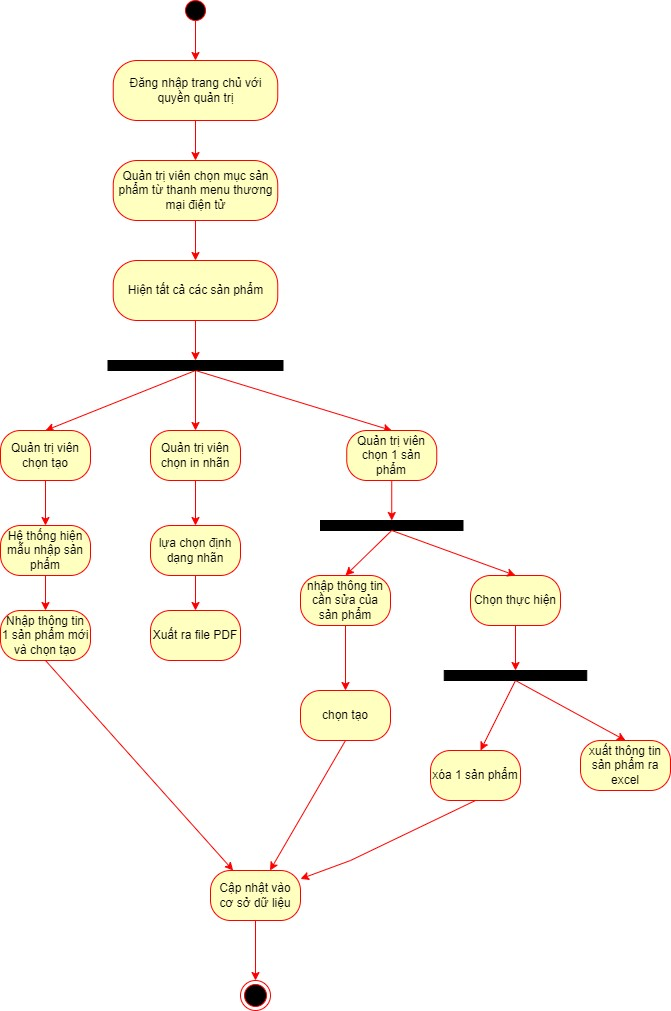 Đăng nhập trang chủ với
quyền quản trị
Quản trị viên chọn mục sản
phẩm từ thanh menu thương
mại điện tử
Hiện tất cả các sản phẩm
Quản trị viên
chọn tạo
Quản trị viên
chọn in nhãn
Quản trị viên
chọn 1 sản
phẩm
Hệ thống hiện
mẫu nhập sản
phẩm
lựa chọn định
dạng nhãn
nhập thông tin
cần sửa của
sản phẩm
Chọn thực hiện
Nhập thông tin
1 sản phẩm mới
và chọn tạo
Xuất ra file PDF
chọn tạo
xóa 1 sản phẩm
xuất thông tin
sản phẩm ra
excel
Cập nhật vào
cơ sở dữ liệu